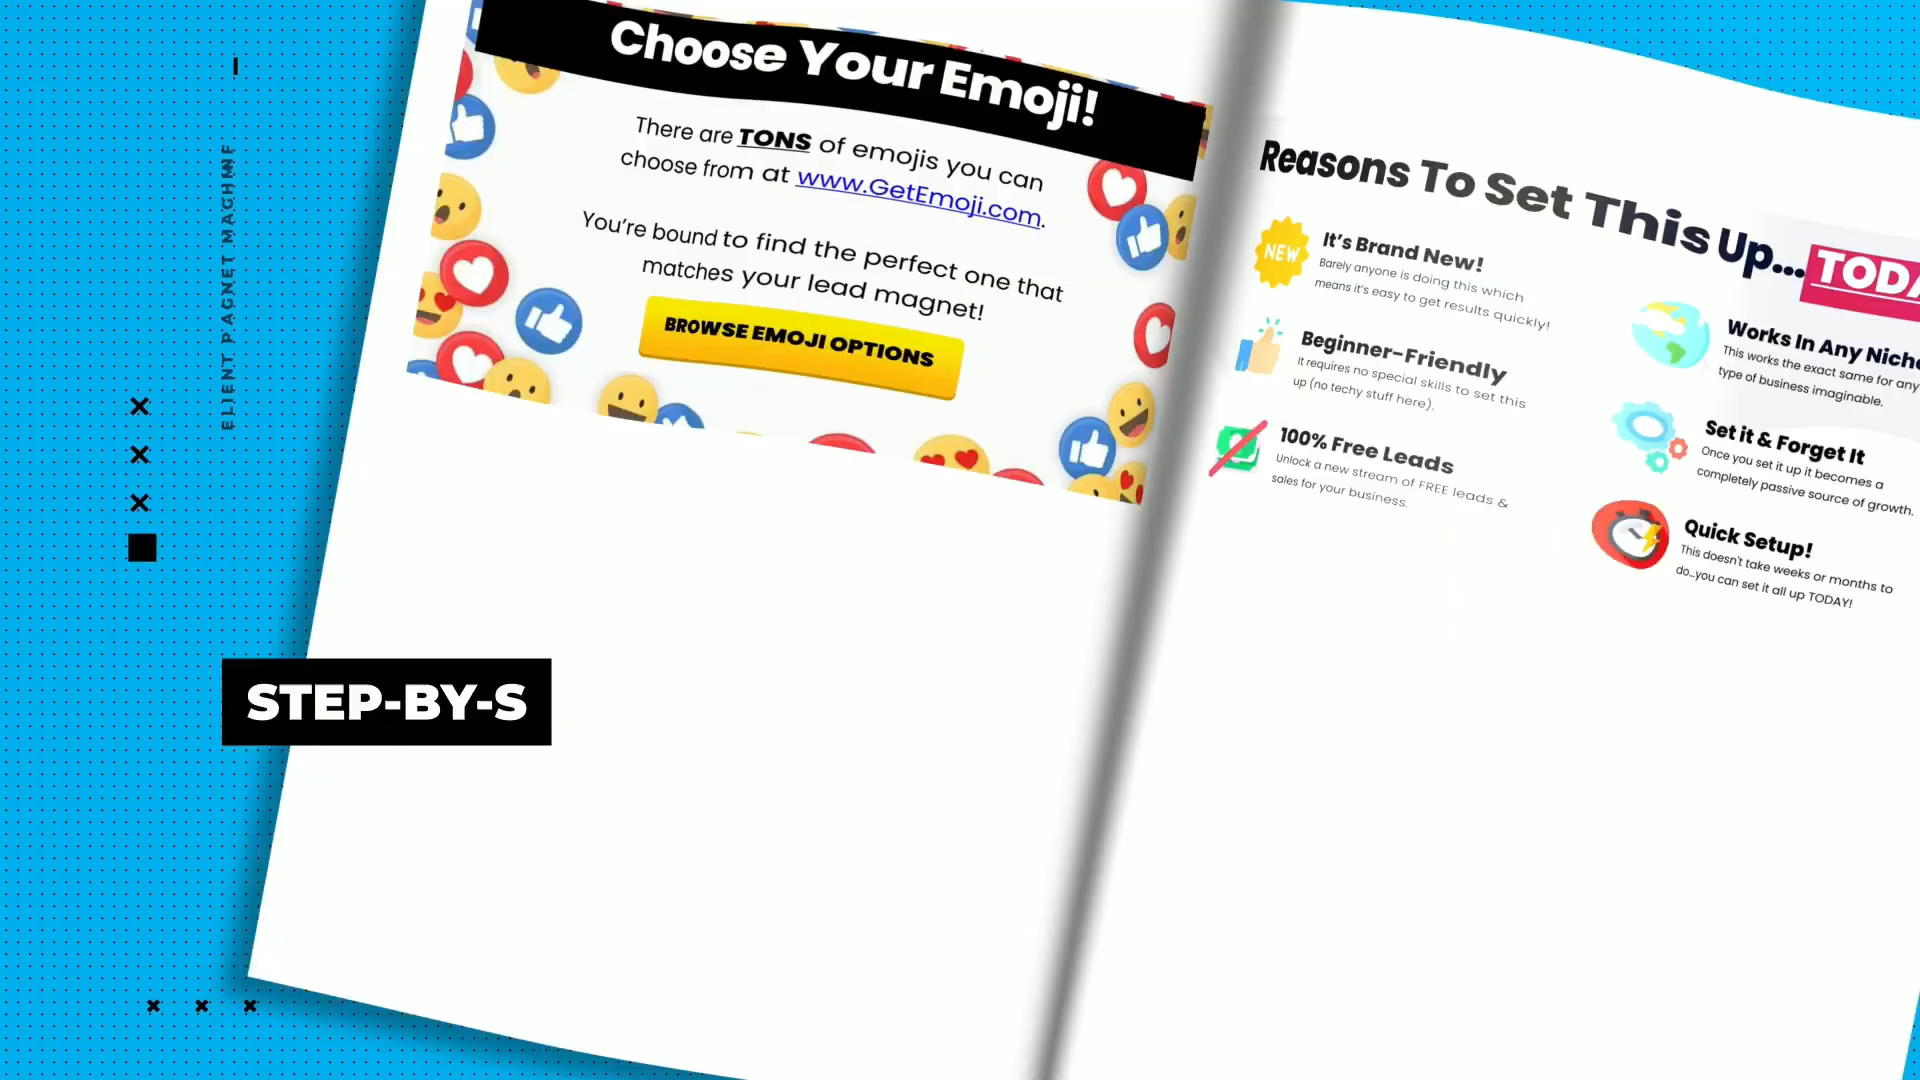 ELIENT PAGNET MAGHME
Choose Your Emoji!
There are TONS of emojis you can
choose from at www.GetEmoji.com.
You're bound to find the perfect one that
matches your lead magnet!
BROWSE EMOJI OPTIONS
STEP-BY-S
Reasons To Set This Up...
NEW
It's Brand New!
Barely anyone is doing this which
means it's easy to get results quickly!
Beginner-Friendly
It requires no special skills to set this
up (no techy stuff here).
100% Free Leads
Unlock a new stream of FREE leads &
sales for your business.
Works In Any
This works the exact same for any
type of business imaginable.
Set it & Forget It
Once you set it up it becomes a
completely passive source of growth.
Quick Setup!
This doesn't take weeks or months to
do...you can set it all up TODAY!